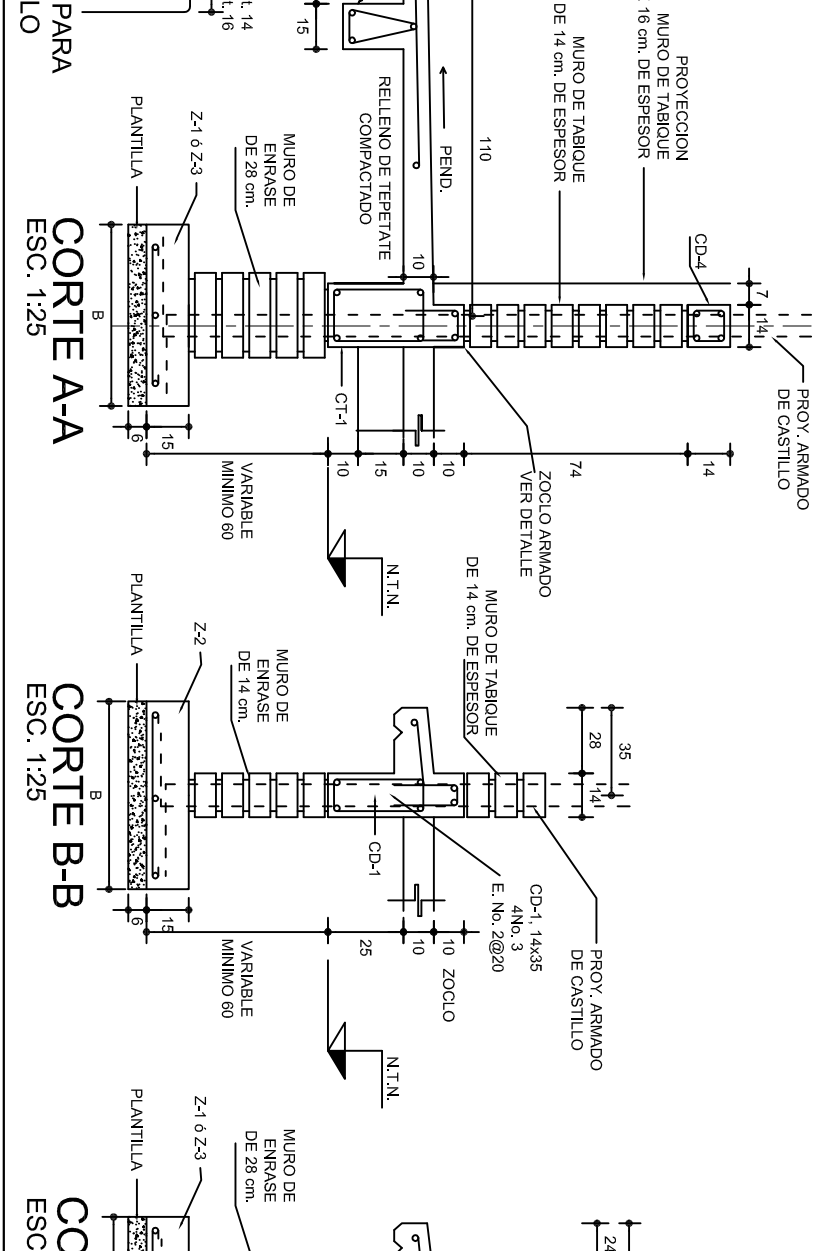 PARA
LO
t. 14
t. 16
15
PROYECCION
MURO DE TABIQUE
16 cm. DE ESPESOR
MURO DE TABIQUE
DE 14 cm. DE ESPESOR
110
PEND.
RELLENO DE TEPETATE
COMPACTADO
10
CD-4
7
14
PROY. ARMADO
DE CASTILLO
MURO DE
ENRASE
DE 28 cm.
Z-1 ó Z-3
PLANTILLA
CT-1
ZOCLO ARMADO
VER DETALLE
14
74
10
10
15
10
VARIABLE
MINIMO 60
15
6
N.T.N.
B
CORTE A-A
ESC. 1:25
35
28
14
MURO DE TABIQUE
DE 14 cm. DE ESPESOR
PROY. ARMADO
DE CASTILLO
MURO DE
ENRASE
DE 14 cm.
Z-2
PLANTILLA
CD-1
CD-1, 14x35
4No. 3
E. No. 2@20
ZOCLO
10
10
25
VARIABLE
MINIMO 60
15
6
N.T.N.
B
CORTE B-B
ESC. 1:25
24
MURO DE
ENRASE
DE 28 cm.
Z-1 ó Z-3
PLANTILLA
CO
ESC